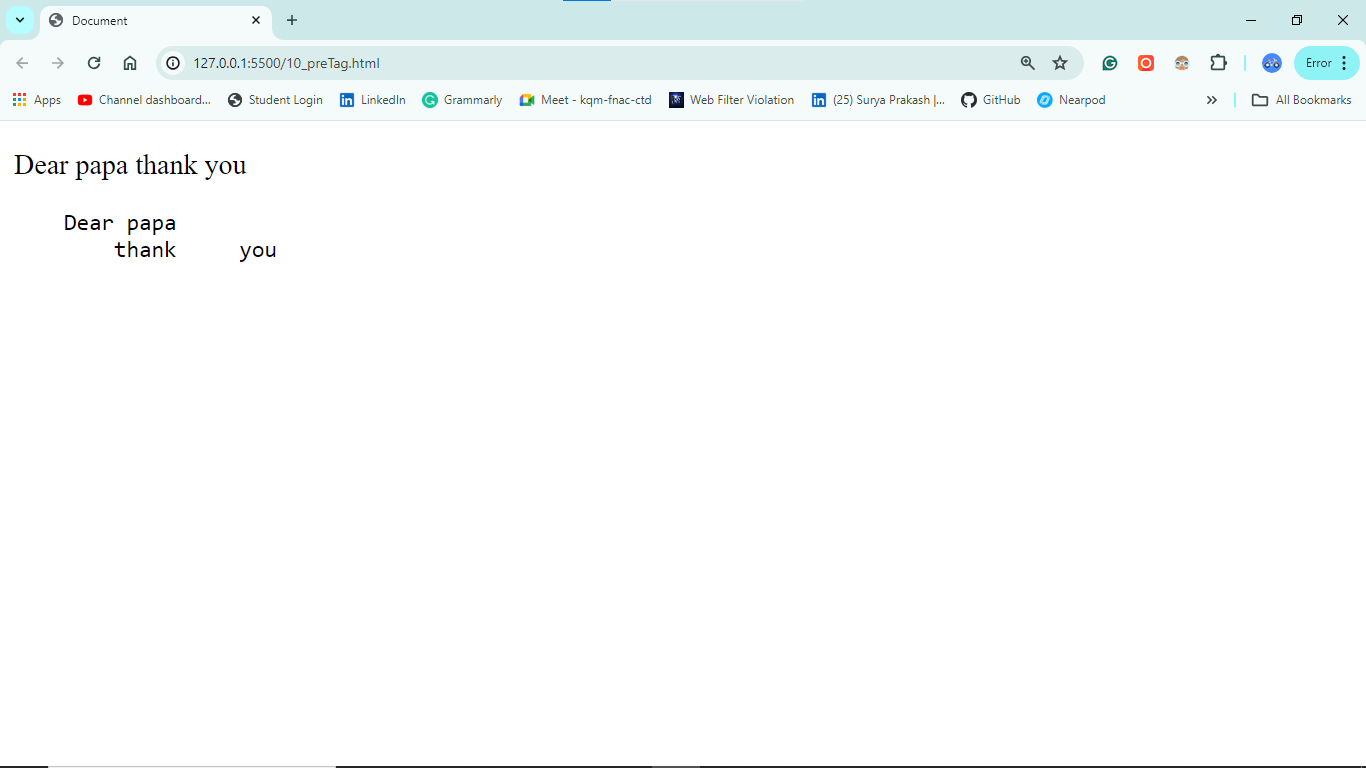 Document
127.0.0.1:5500/10_preTag.html
Error
Apps
Channel dashboard...
Student Login
LinkedIn
Grammarly
Meet - kqm-fnac-ctd
Web Filter Violation
(25) Surya Prakash |...
GitHub
Nearpod
All Bookmarks
Dear papa thank you
    Dear papa
        thank     you